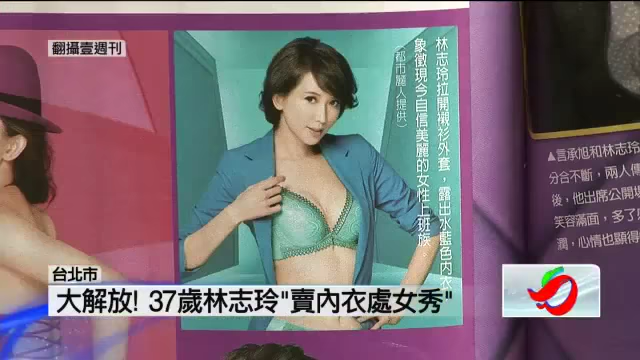 翻攝壹週刊
林志玲拉開襯衫外套，露出水藍色內衣
象徵現今自信美麗的女性上班族
（都市麗人提供）
▲言承旭和林志玲
分合合不斷，兩人傳
後，他出席公開場
笑容滿面，多了
潤，心情也顯得
台北市
大解放! 37歲林志玲"賣內衣處女秀"